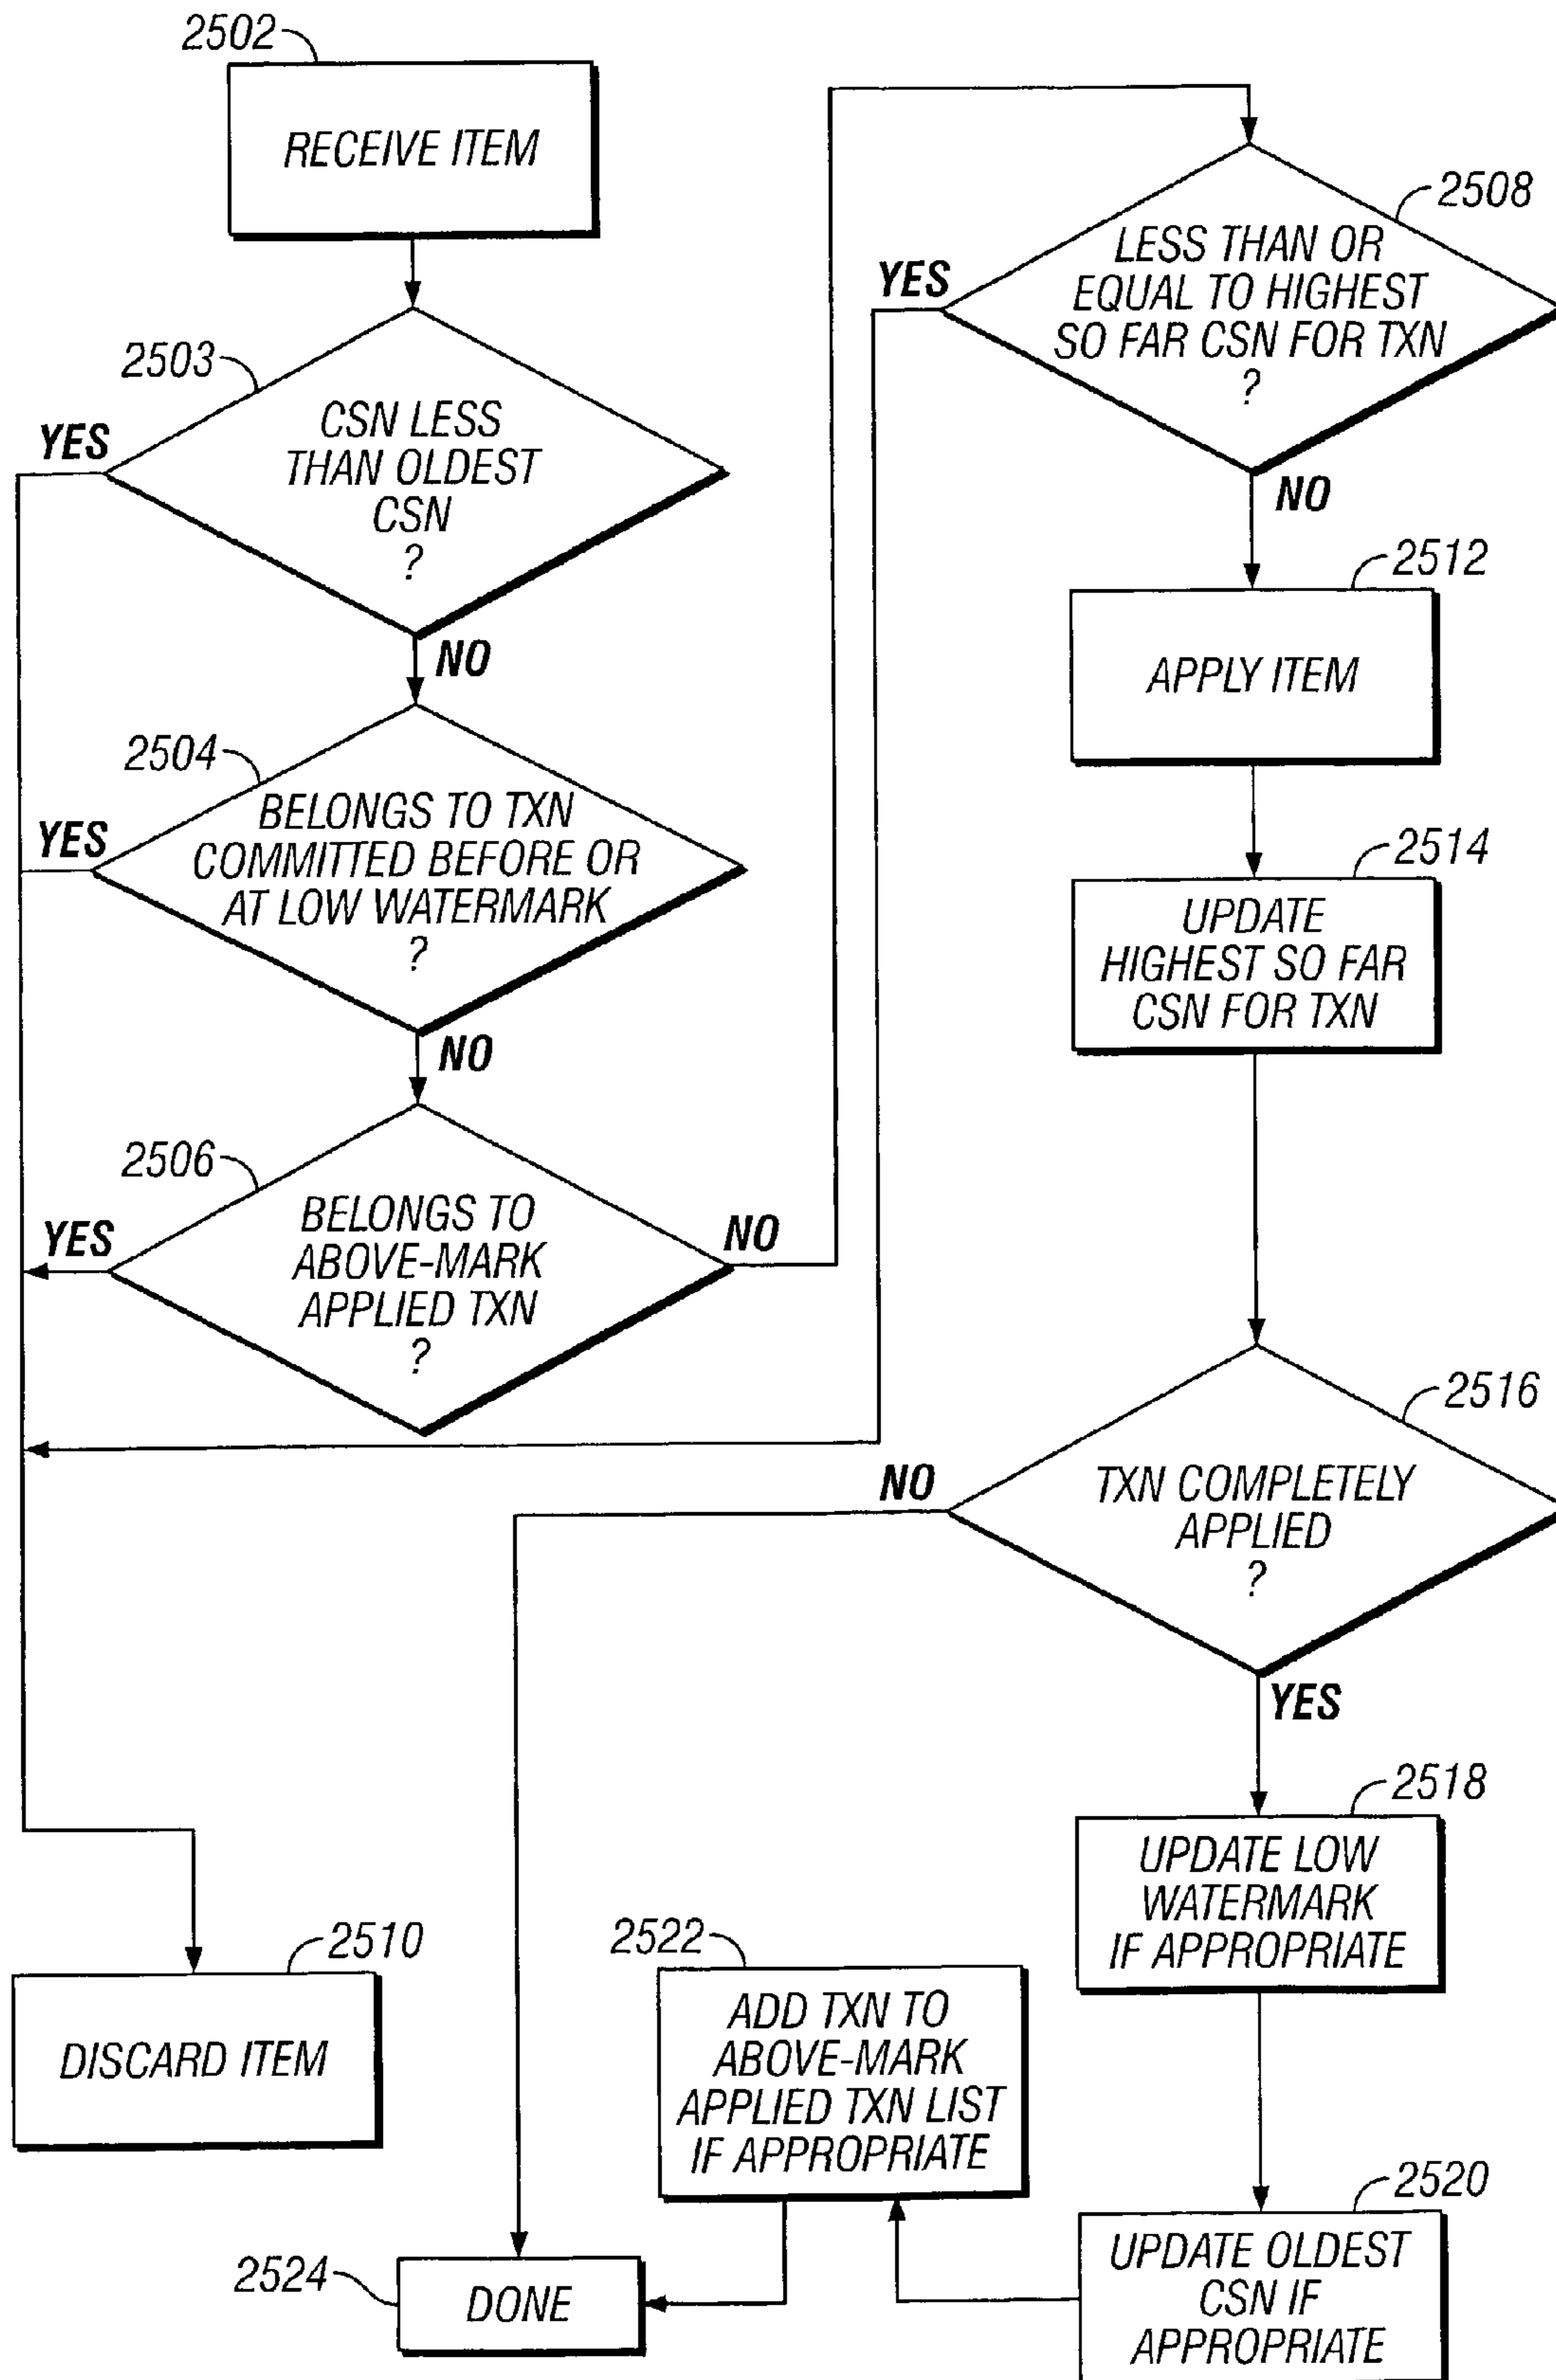 2502
RECEIVE ITEM
2503
CSN LESS
THAN OLDEST
CSN
?
YES
NO
2504
BELONGS TO TXN
COMMITTED BEFORE OR
AT LOW WATERMARK
?
YES
NO
2506
BELONGS TO
ABOVE-MARK
APPLIED TXN
?
YES
NO
2508
LESS THAN OR
EQUAL TO HIGHEST
SO FAR CSN FOR TXN
?
YES
NO
2512
APPLY ITEM
2514
UPDATE
HIGHEST SO FAR
CSN FOR TXN
2516
TXN COMPLETELY
APPLIED
?
NO
YES
2518
UPDATE LOW
WATERMARK
IF APPROPRIATE
2510
DISCARD ITEM
2522
ADD TXN TO
ABOVE-MARK
APPLIED TXN LIST
IF APPROPRIATE
2520
UPDATE OLDEST
CSN IF
APPROPRIATE
2524
DONE